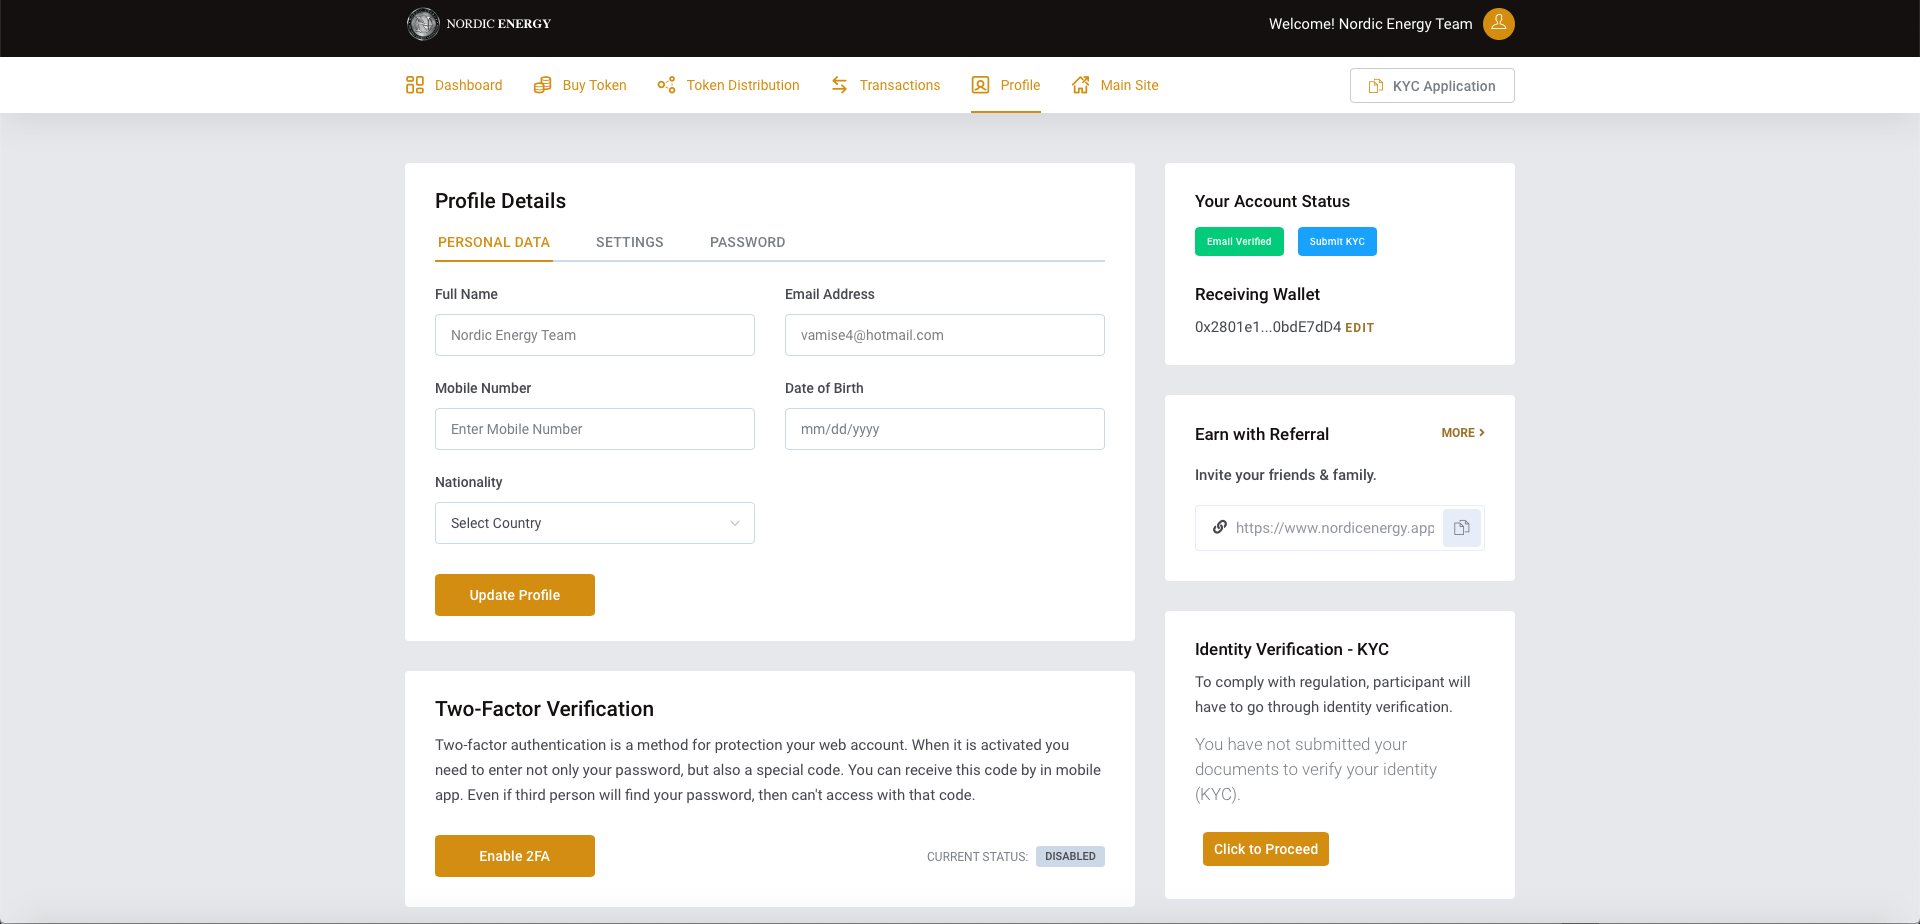 NORDIC ENERGY
Welcome! Nordic Energy Team
Dashboard
Buy Token
Token Distribution
Transactions
Profile
Main Site
KYC Application
Profile Details
PERSONAL DATA
SETTINGS
PASSWORD
Full Name
Email Address
Nordic Energy Team
vamise4@hotmail.com
Mobile Number
Date of Birth
Enter Mobile Number
mm/dd/yyyy
Nationality
Select Country
Update Profile
Two-Factor Verification
Two-factor authentication is a method for protection your web account. When it is activated you
need to enter not only your password, but also a special code. You can receive this code by in mobile
app. Even if third person will find your password, then can't access with that code.
Enable 2FA
CURRENT STATUS: DISABLED
Your Account Status
Email Verified
Submit KYC
Receiving Wallet
0x2801e1...0bdE7dD4 EDIT
Earn with Referral
MORE
Invite your friends & family.
https://www.nordicenergy.app
Identity Verification - KYC
To comply with regulation, participant will
have to go through identity verification.
You have not submitted your
documents to verify your identity
(KYC).
Click to Proceed